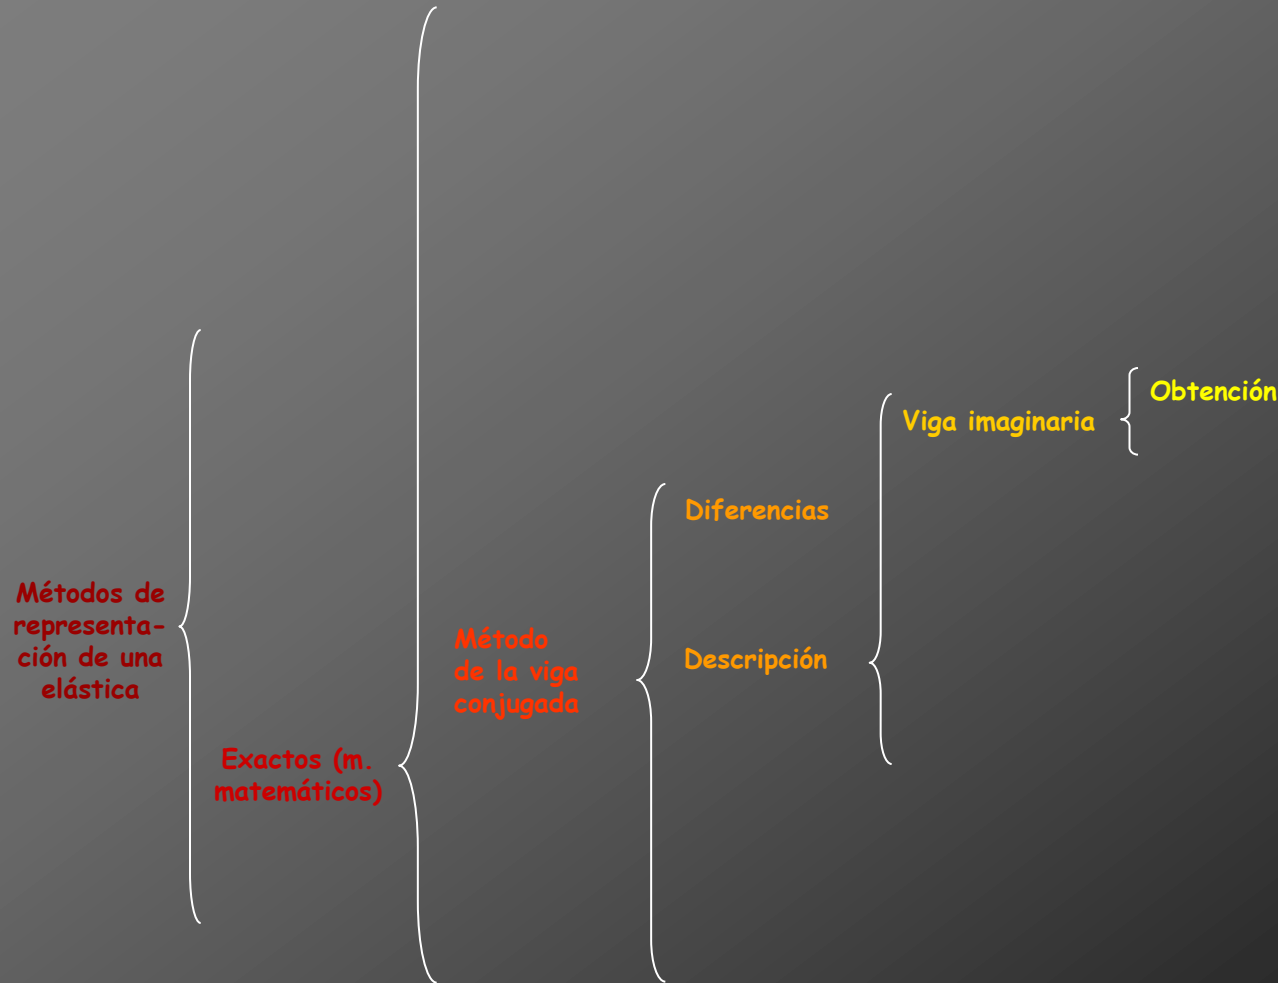 Métodos de
representa-
ción de una
elástica
Exactos (m.
matemáticos)
Método
de la viga
conjugada
Diferencias
Descripción
Viga imaginaria
Obtención